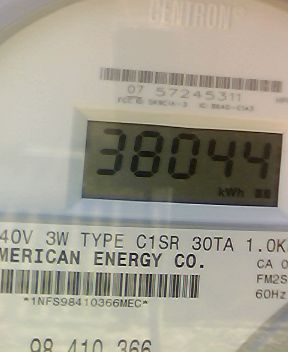 CENTRON®
07 57245311
38044
kWh
40V 3W TYPE C1SR 30TA 1.0K
MERICAN ENERGY CO.
CA 0
FM2S
60Hz
*1NFS98410366MEC*
98 410 366